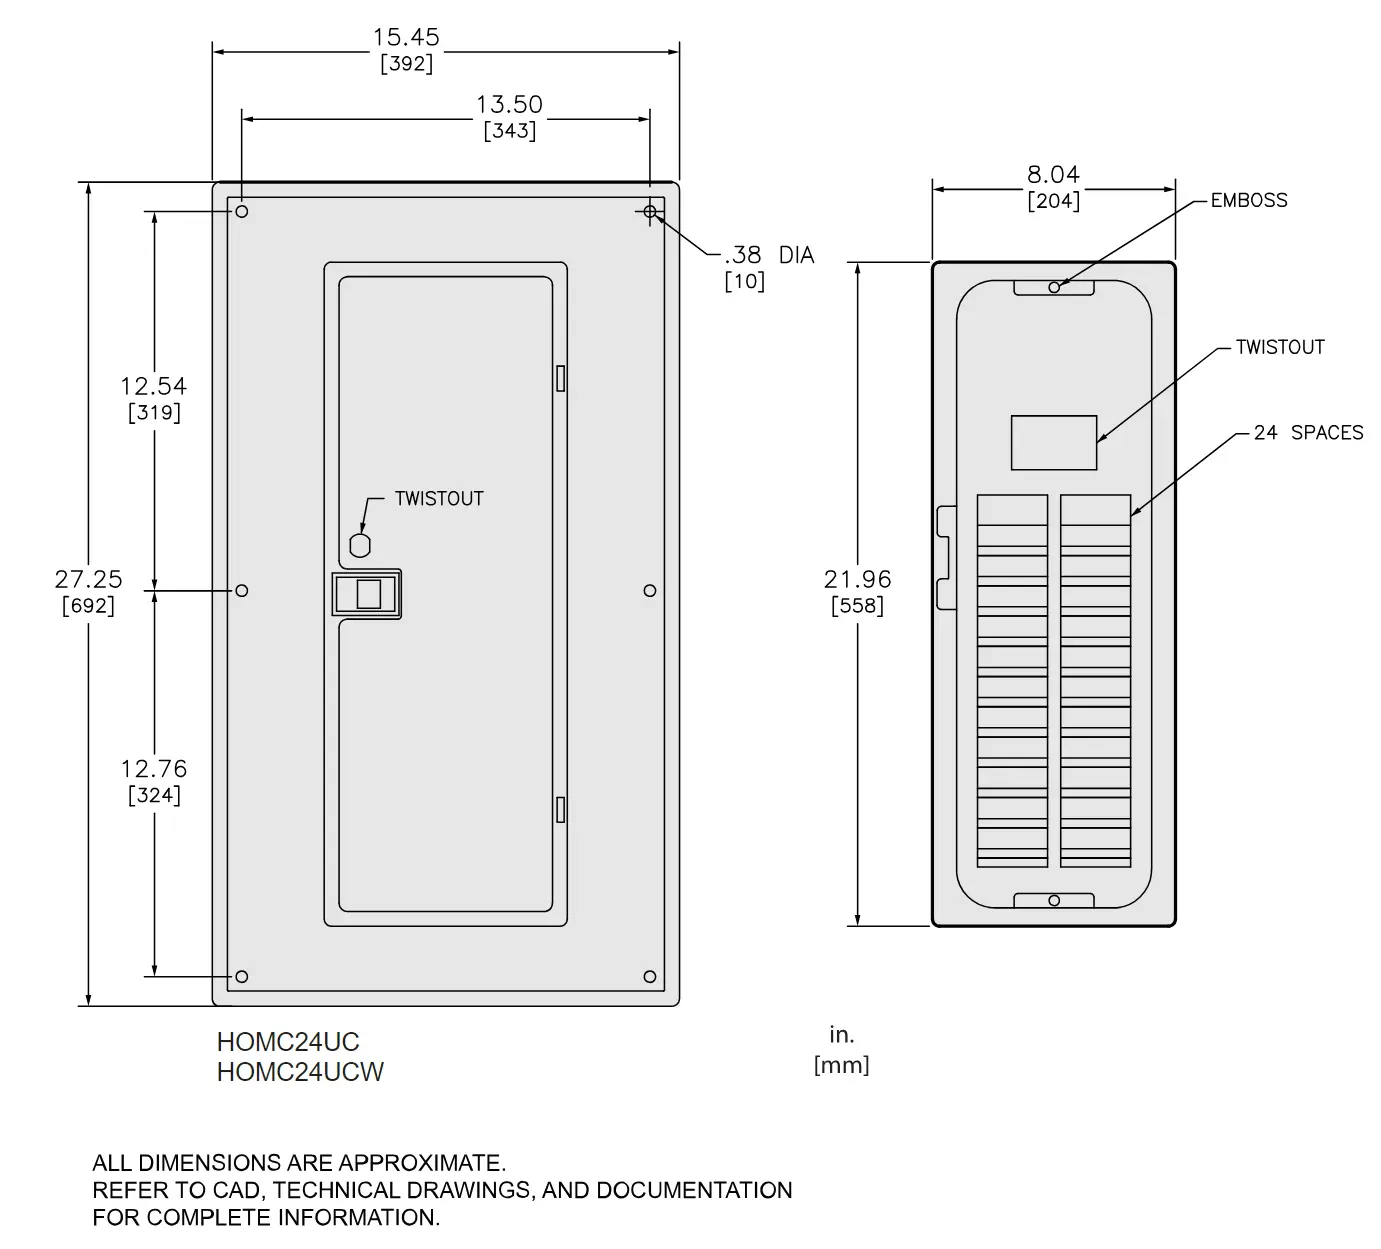 15.45
[392]
13.50
[343]
8.04
[204]
EMBOSS
.38 DIA
[10]
TWISTOUT
12.54
[319]
24 SPACES
TWISTOUT
27.25
[692]
21.96
[558]
12.76
[324]
HOMC24UC
HOMC24UCW
in.
[mm]
ALL DIMENSIONS ARE APPROXIMATE.
REFER TO CAD, TECHNICAL DRAWINGS, AND DOCUMENTATION
FOR COMPLETE INFORMATION.